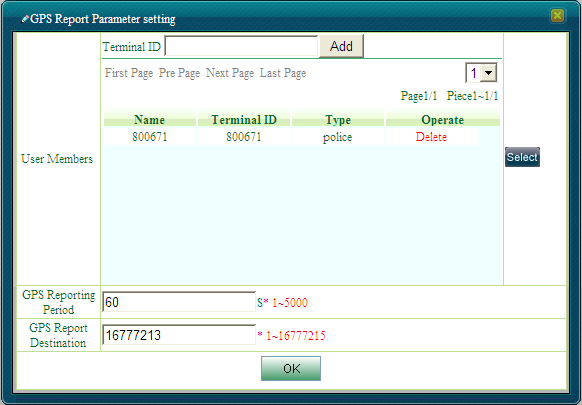 GPS Report Parameter setting
Terminal ID Add
First Page Pre Page Next Page Last Page 1
Page1/1 Piece1~1/1
Name Terminal ID Type Operate
800671 800671 police Delete
User Members
Select
GPS Reporting
Period
60 S* 1~5000
GPS Report
Destination
16777213 * 1~16777215
OK